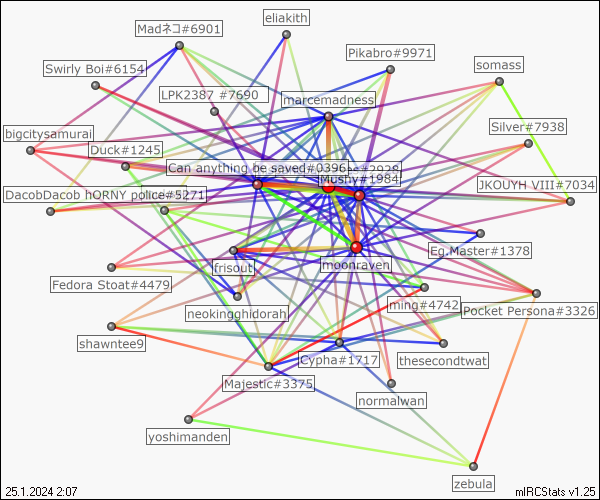 eliakith
Madネコ#6901
Pikabro#9971
somass
Swirly Boi#6154
LPK2387 #7690
marcemadness
Silver#7938
bigcitysamurai
Duck#1245
Can anything be saved#0396
Mushy#1984
JKOUYH VIII#7034
DacobDacob hQRNY police#5271
Eg.Master#1378
frisout
moonraven
Fedora Stoat#4479
neokingghidorah
ming#4742
Pocket Persona#3326
shawntee9
Cypha#1717
thesecondtwat
Majestic#3375
normalwan
yoshimanden
zebula
25.1.2024 2:07
mIRCStats v1.25